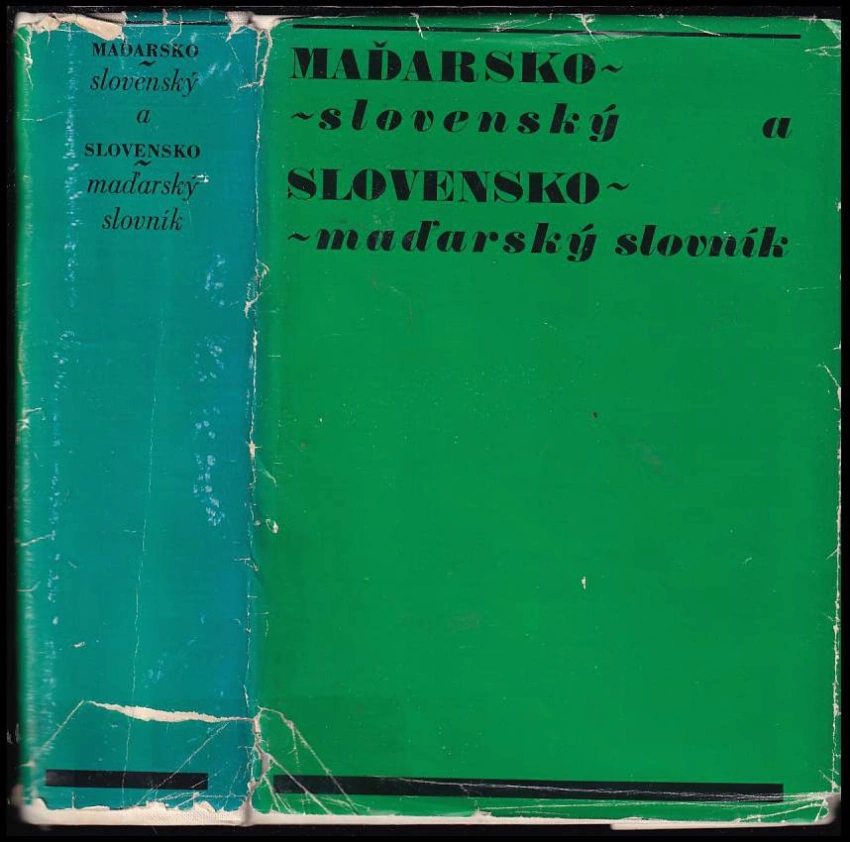 MAĎARSKO
~
slovenský
a
SLOVENSKO
~
maďarský
slovník
MAĎARSKO~
~slovenský a
SLOVENSKO~
~maďarský slovník